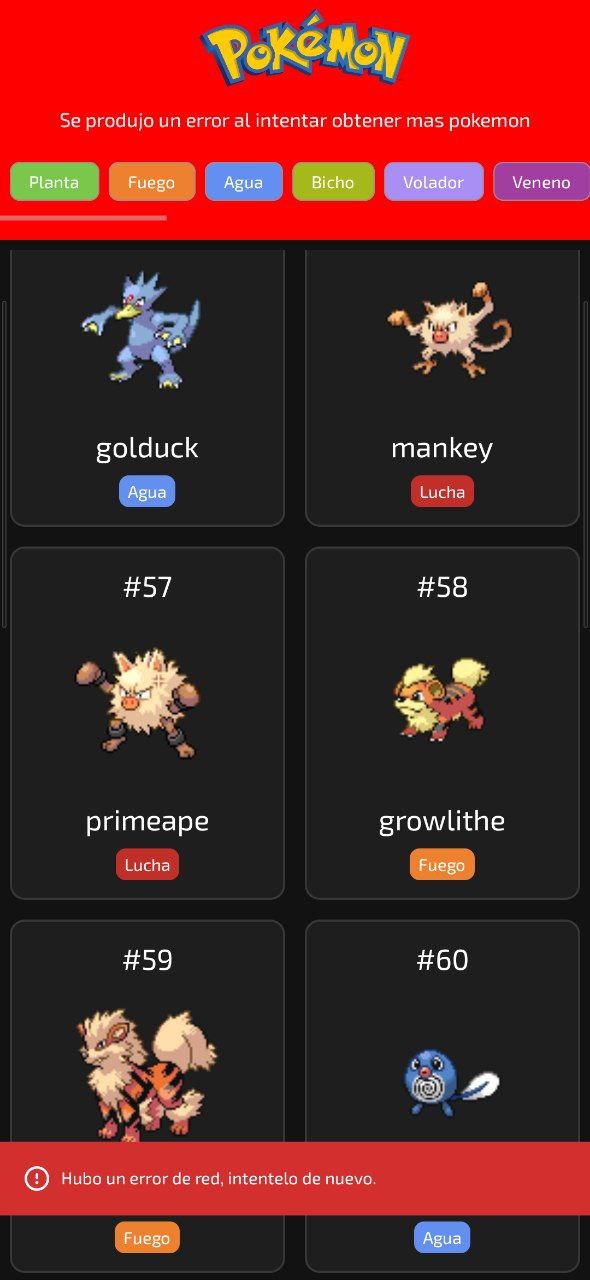 POKéMON
Se produjo un error al intentar obtener mas pokemon
Planta Fuego Agua Bicho Volador Veneno
golduck mankey
Agua Lucha
#57 #58
primeape growlithe
Lucha Fuego
#59 #60
Hubo un error de red, intentelo de nuevo.
Fuego Agua